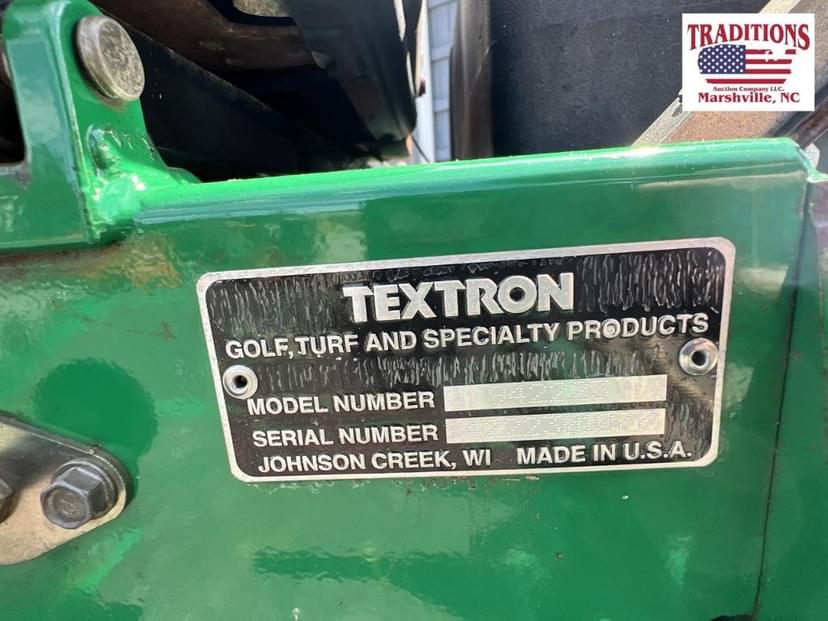 TRADITIONS
Auction Company LLC.
Marshville, NC
TEXTRON
GOLF, TURF AND SPECIALTY PRODUCTS
MODEL NUMBER
SERIAL NUMBER
JOHNSON CREEK, WI MADE IN U.S.A.